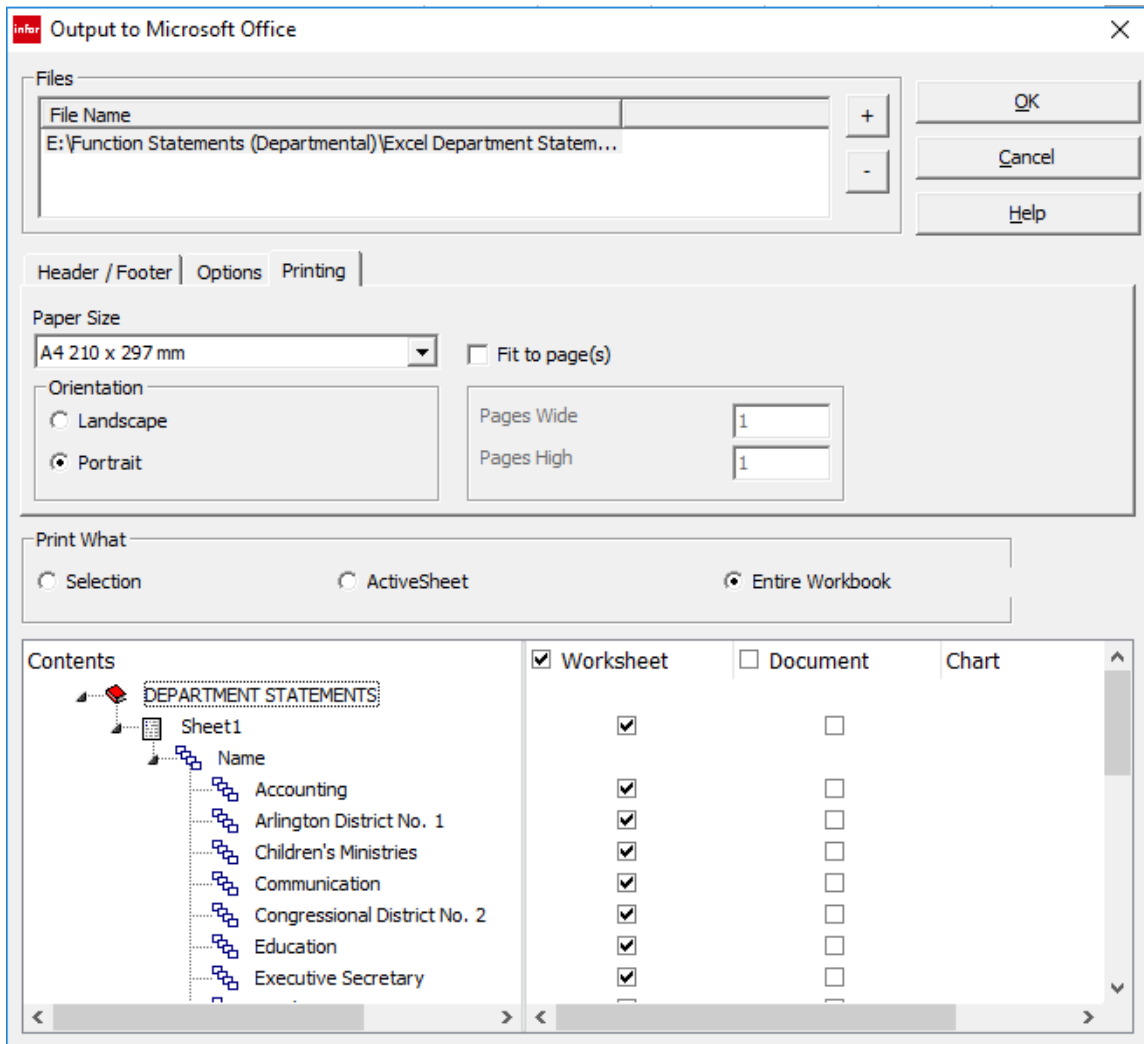 infor Output to Microsoft Office
Files
File Name
E:\Function Statements (Departmental)\Excel Department Statem...
+
-
OK
Cancel
Help
Header / Footer Options Printing
Paper Size
A4 210 x 297 mm
Fit to page(s)
Orientation
Landscape
Portrait
Pages Wide 1
Pages High 1
Print What
Selection ActiveSheet Entire Workbook
Contents Worksheet Document Chart
DEPARTMENT STATEMENTS
Sheet1
Name
Accounting
Arlington District No. 1
Children's Ministries
Communication
Congressional District No. 2
Education
Executive Secretary